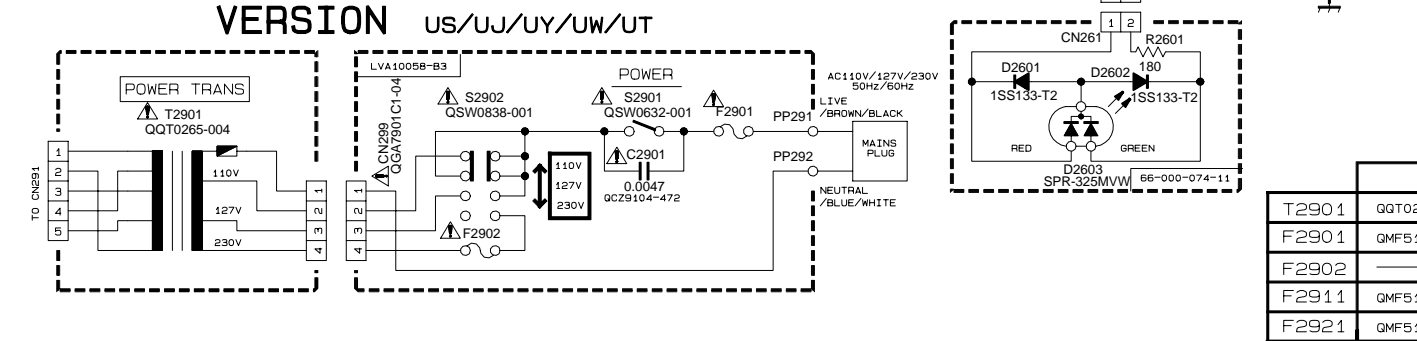 VERSION US/UJ/UY/UW/UT
POWER TRANS
T2901
QQT0265-004
TO CN291
1
2
3
4
5
110V
127V
230V
1
2
3
4
LVA10058-B3
CN299
QGA7901C1-04
1
2
3
4
S2902
QSW0838-001
POWER
S2901
QSW0632-001
F2901
C2901
0.0047
QCZ9104-472
110V
127V
230V
F2902
PP291
PP292
AC110V/127V/230V
50Hz/60Hz
LIVE
/BROWN/BLACK
MAINS
PLUG
NEUTRAL
/BLUE/WHITE
1 2
CN261
R2601
180
D2601
1SS133-T2
D2602
1SS133-T2
RED
GREEN
D2603
SPR-325MVW
66-000-074-11
T2901 QQT02
F2901 QMF51
F2902 —
F2911 QMF51
F2921 QMF51